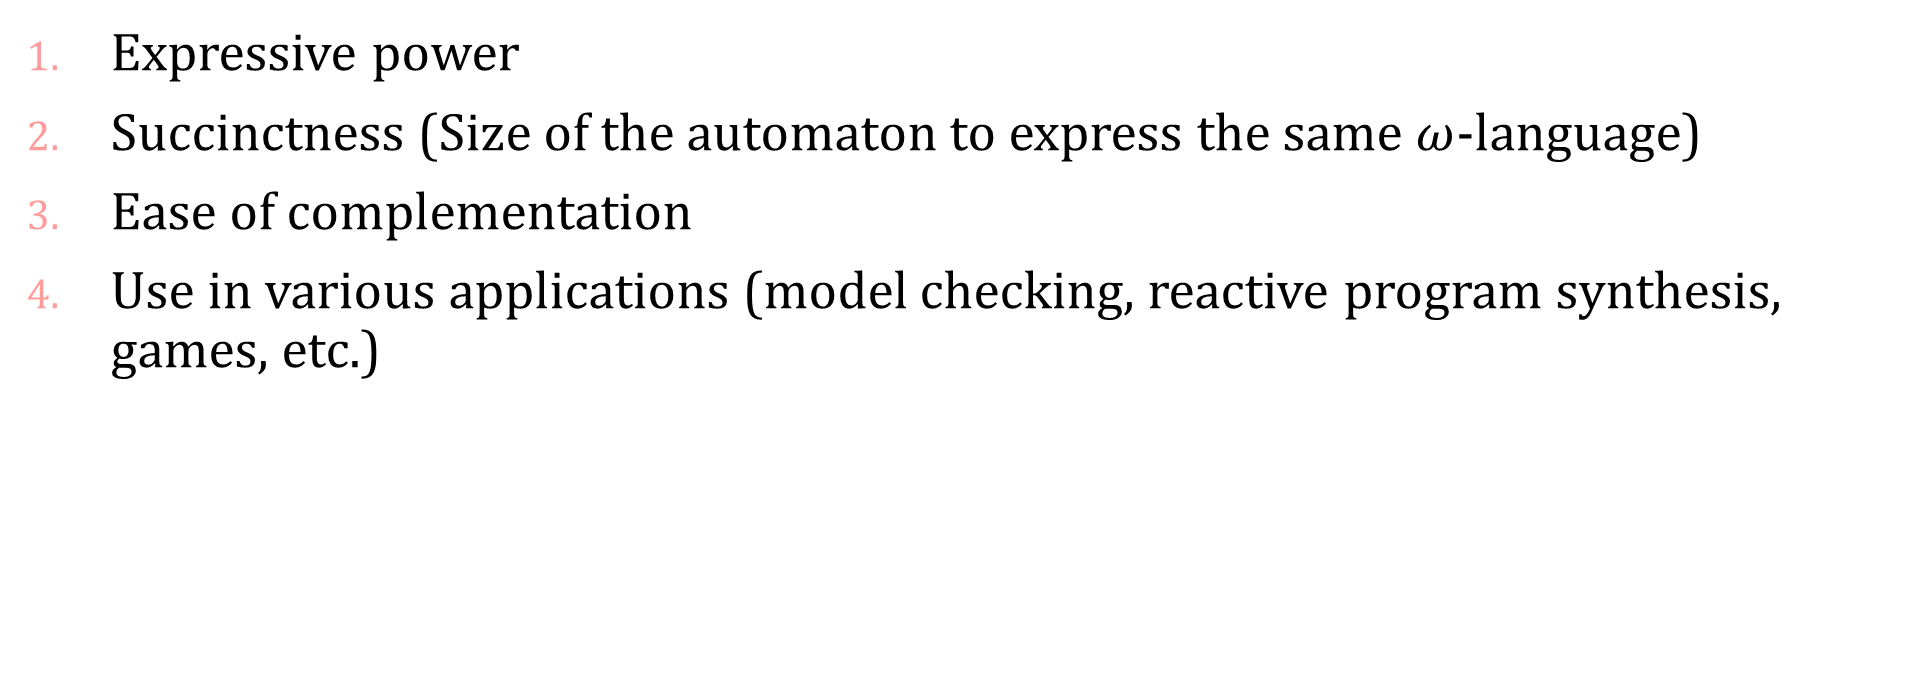 1. Expressive power
2. Succinctness (Size of the automaton to express the same ω-language)
3. Ease of complementation
4. Use in various applications (model checking, reactive program synthesis,
games, etc.)